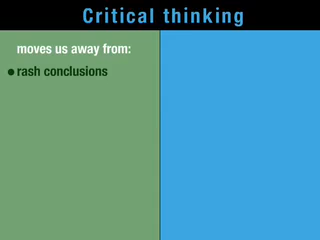 Critical thinking
moves us away from:
• rash conclusions